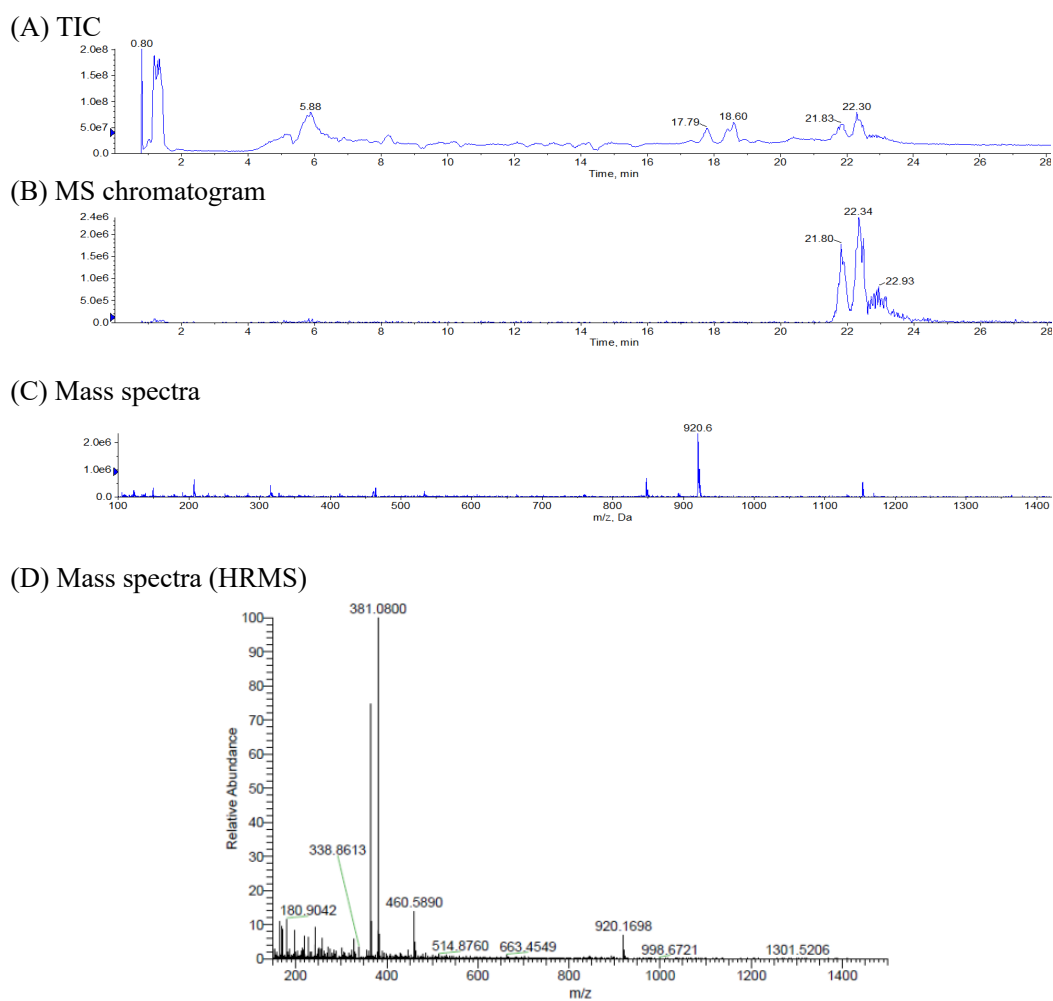 (A) TIC
0.80
2.0e8
1.5e8
1.0e8
5.0e7
0.0
5.88
17.79
18.60
21.83
22.30
2 4 6 8 10 12 14 16 18 20 22 24 26 28
Time, min
(B) MS chromatogram
2.4e6
2.0e6
1.5e6
1.0e6
5.0e5
0.0
21.80
22.34
22.93
2 4 6 8 10 12 14 16 18 20 22 24 26 28
Time, min
(C) Mass spectra
920.6
2.0e6
1.0e6
0.0
100 200 300 400 500 600 700 800 900 1000 1100 1200 1300 1400
m/z, Da
(D) Mass spectra (HRMS)
381.0800
100
90
80
70
60
50
40
30
20
10
0
Relative Abundance
338.8613
180.9042
460.5890
514.8760
663.4549
920.1698
998.6721
1301.5206
200 400 600 800 1000 1200 1400
m/z